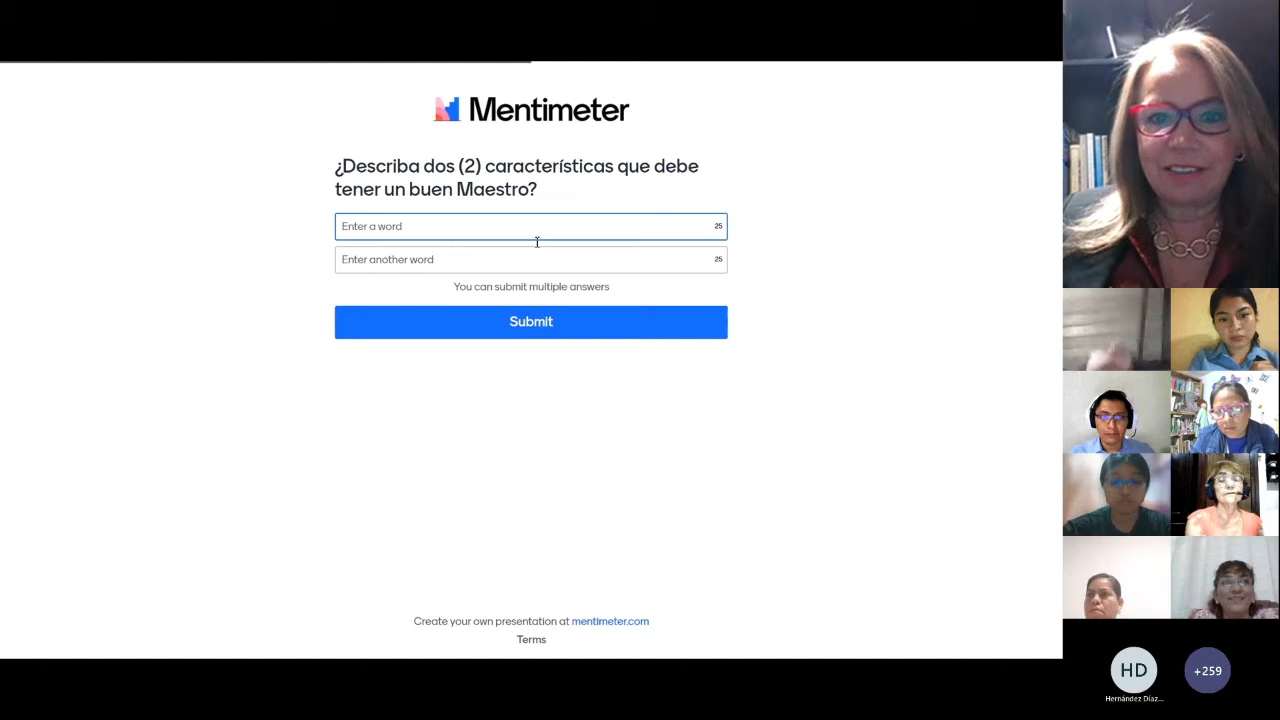 Mentimeter
¿Describa dos (2) características que debe
tener un buen Maestro?
Enter a word
25
Enter another word
25
You can submit multiple answers
Submit
Create your own presentation at mentimeter.com
Terms
HD
+259
Hernández Díaz...